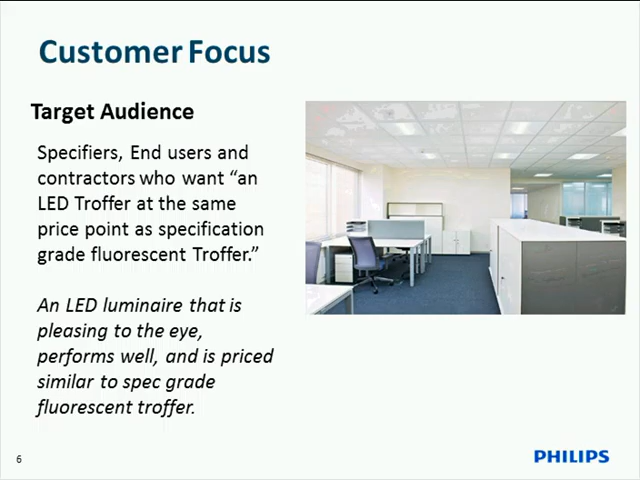 Customer Focus
Target Audience
Specifiers, End users and
contractors who want “an
LED Troffer at the same
price point as specification
grade fluorescent Troffer.”
An LED luminaire that is
pleasing to the eye,
performs well, and is priced
similar to spec grade
fluorescent troffer.
6
PHILIPS